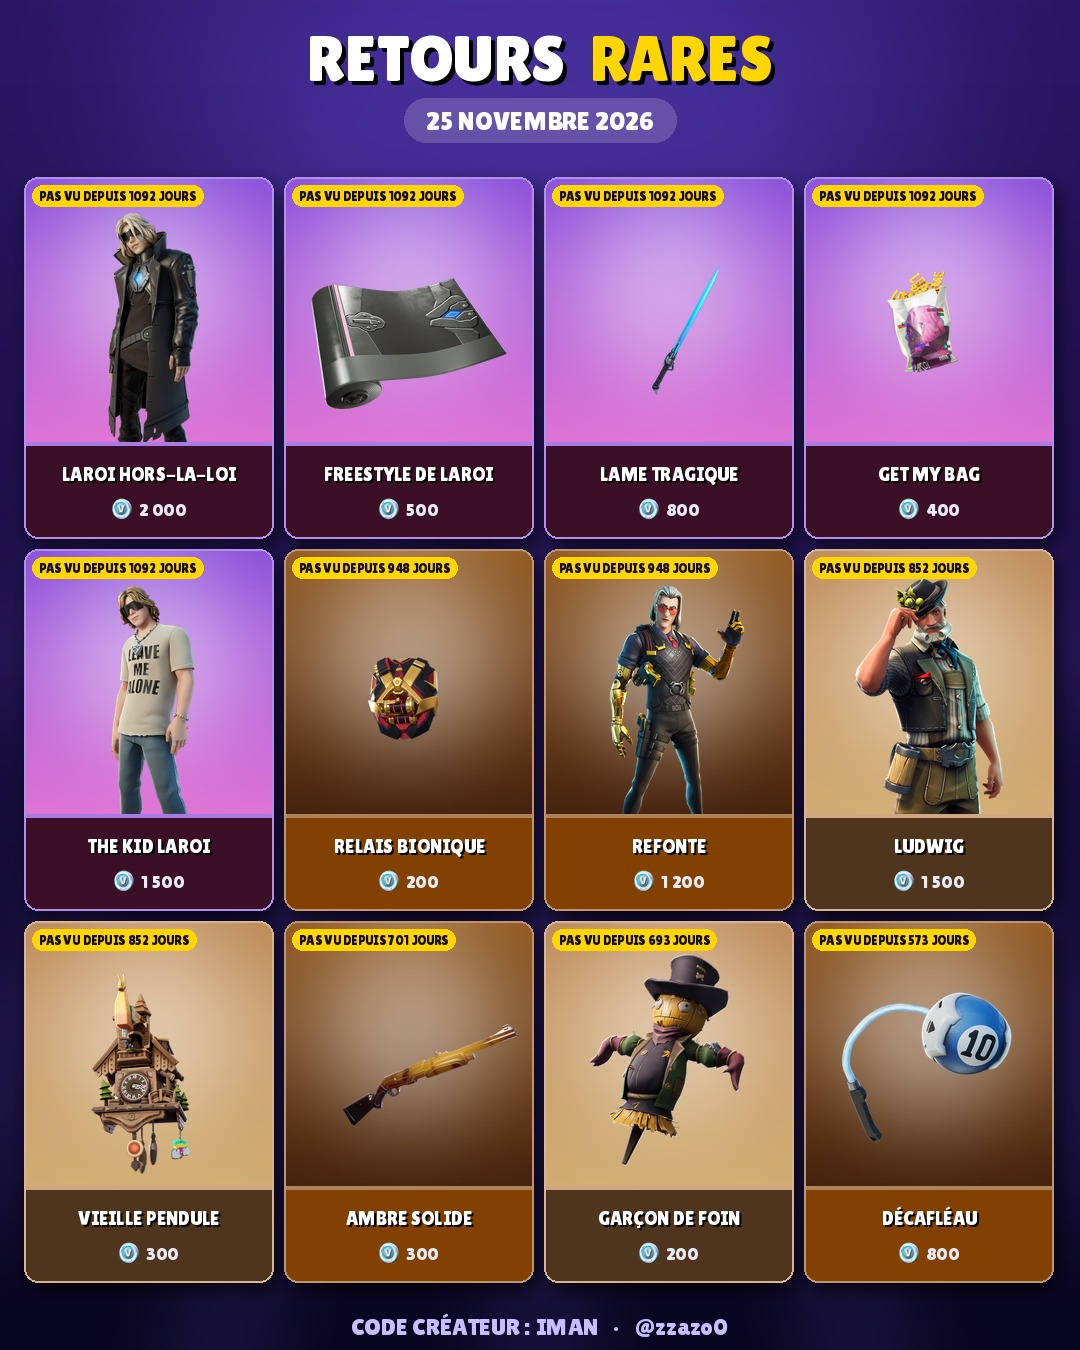 RETOURS RARES
25 NOVEMBRE 2026
PAS VU DEPUIS 1092 JOURS
LAROI HORS-LA-LOI
2 000
PAS VU DEPUIS 1092 JOURS
FREESTYLE DE LAROI
500
PAS VU DEPUIS 1092 JOURS
LAME TRAGIQUE
800
PAS VU DEPUIS 1092 JOURS
GET MY BAG
400
PAS VU DEPUIS 1092 JOURS
LEAVE
ME
ALONE
THE KID LAROI
1 500
PAS VU DEPUIS 948 JOURS
RELAIS BIONIQUE
200
PAS VU DEPUIS 948 JOURS
REFONTE
1 200
PAS VU DEPUIS 852 JOURS
LUDWIG
1 500
PAS VU DEPUIS 852 JOURS
VIEILLE PENDULE
300
PAS VU DEPUIS 701 JOURS
AMBRE SOLIDE
300
PAS VU DEPUIS 693 JOURS
GARÇON DE FOIN
200
PAS VU DEPUIS 573 JOURS
10
DÉCAFLÉAU
800
CODE CRÉATEUR : IMAN · @zzazoO